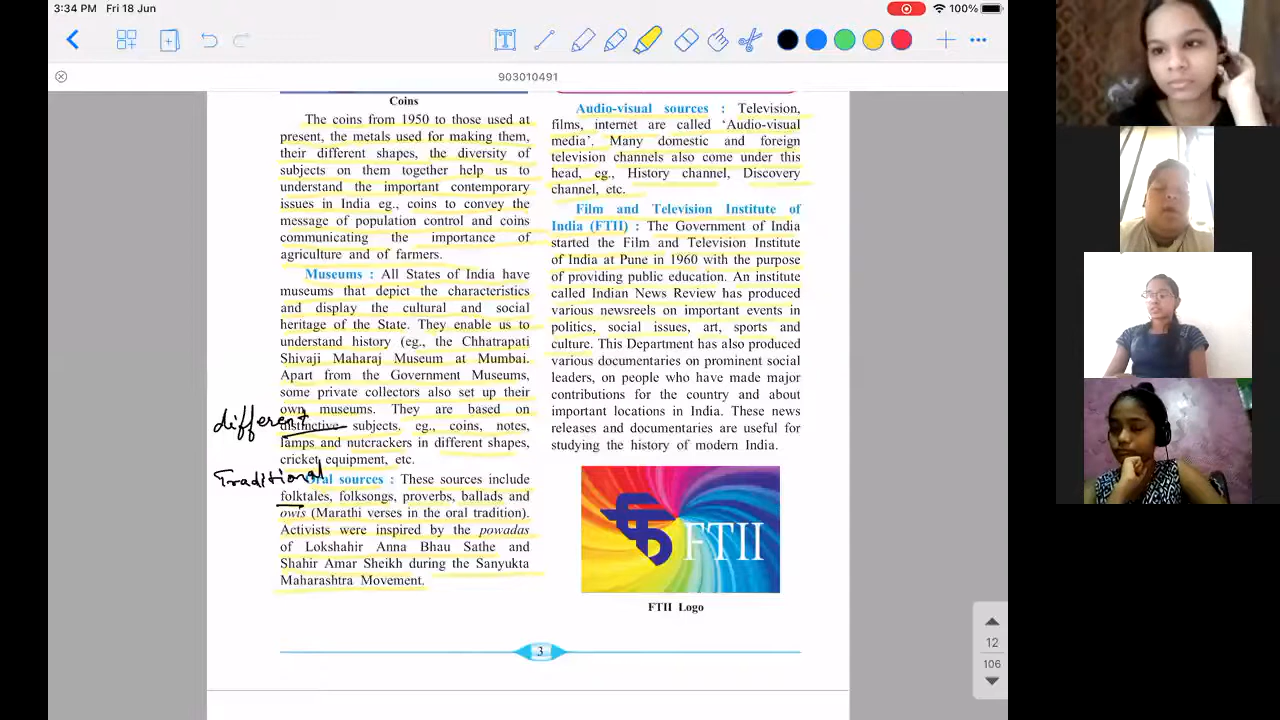 3:34 PM Fri 18 Jun
100%
903010491
Coins
The coins from 1950 to those used at
present, the metals used for making them,
their different shapes, the diversity of
subjects on them together help us to
understand the important contemporary
issues in India eg., coins to convey the
message of population control and coins
communicating the importance of
agriculture and of farmers.
Museums : All States of India have
museums that depict the characteristics
and display the cultural and social
heritage of the State. They enable us to
understand history (eg., the Chhatrapati
Shivaji Maharaj Museum at Mumbai.
Apart from the Government Museums,
some private collectors also set up their
own museums. They are based on
different
distinctive subjects. eg., coins, notes,
lamps and nutcrackers in different shapes,
cricket equipment, etc.
Traditional
Oral sources : These sources include
folktales, folksongs, proverbs, ballads and
owis (Marathi verses in the oral tradition).
Activists were inspired by the powadas
of Lokshahir Anna Bhau Sathe and
Shahir Amar Sheikh during the Sanyukta
Maharashtra Movement.
Audio-visual sources : Television,
films, internet are called ‘Audio-visual
media’. Many domestic and foreign
television channels also come under this
head, eg., History channel, Discovery
channel, etc.
Film and Television Institute of
India (FTII) : The Government of India
started the Film and Television Institute
of India at Pune in 1960 with the purpose
of providing public education. An institute
called Indian News Review has produced
various newsreels on important events in
politics, social issues, art, sports and
culture. This Department has also produced
various documentaries on prominent social
leaders, on people who have made major
contributions for the country and about
important locations in India. These news
releases and documentaries are useful for
studying the history of modern India.
FTII
FTII Logo
3
12
106